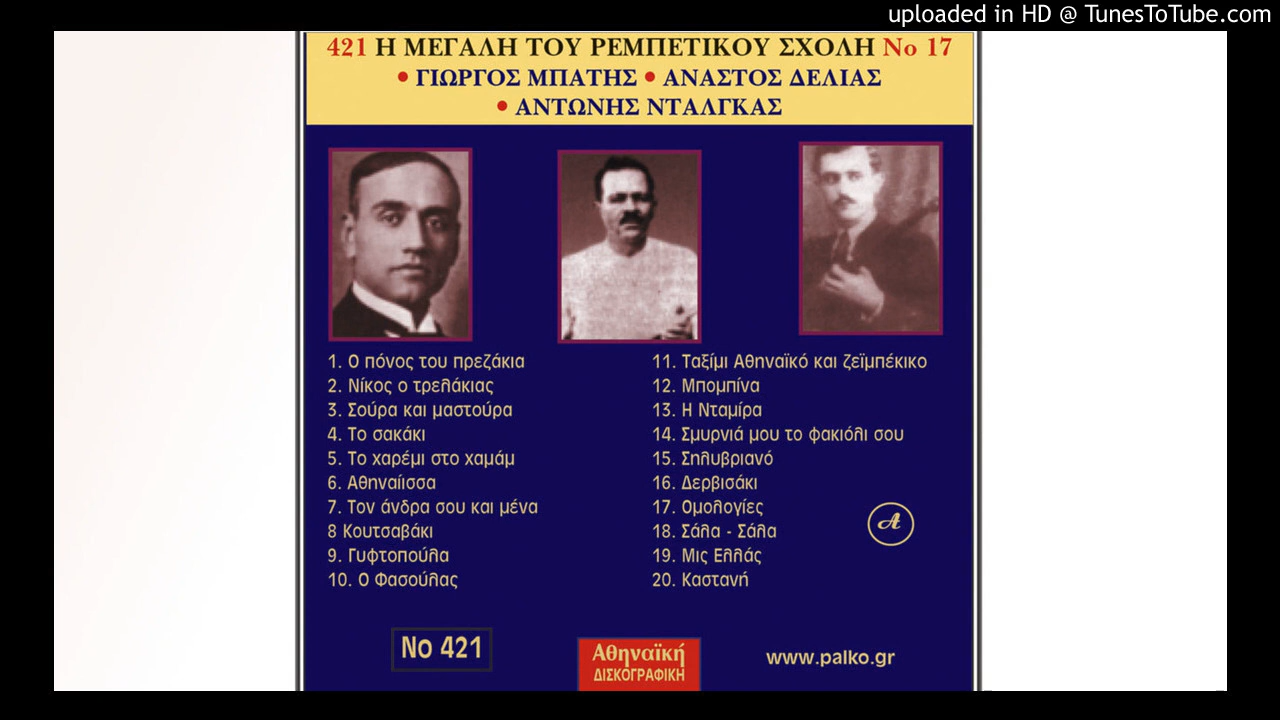 uploaded in HD @ TunesToTube.com
421 Η ΜΕΓΑΛΗ ΤΟΥ ΡΕΜΠΕΤΙΚΟΥ ΣΧΟΛΗ Νο 17
• ΓΙΩΡΓΟΣ ΜΠΑΤΗΣ • ΑΝΑΣΤΟΣ ΔΕΛΙΑΣ
• ΑΝΤΩΝΗΣ ΝΤΑΛΓΚΑΣ
1. Ο πόνος του πρεζάκια
2. Νίκος ο τρελάκιας
3. Σούρα και μαστούρα
4. Το σακάκι
5. Το χαρέμι στο χαμάμ
6. Αθηναίισσα
7. Τον άνδρα σου και μένα
8 Κουτσαβάκι
9. Γυφτοπούλα
10. Ο Φασούλας
11. Ταξίμι Αθηναϊκό και ζεϊμπέκικο
12. Μπομπίνα
13. Η Νταμίρα
14. Σμυρνιά μου το φακιόλι σου
15. Σηλυβριανό
16. Δερβισάκι
17. Ομολογίες
18. Σάλα - Σάλα
19. Μις Ελλάς
20. Καστανή
A
Νο 421
Αθηναϊκή
ΔΙΣΚΟΓΡΑΦΙΚΗ
www.palko.gr